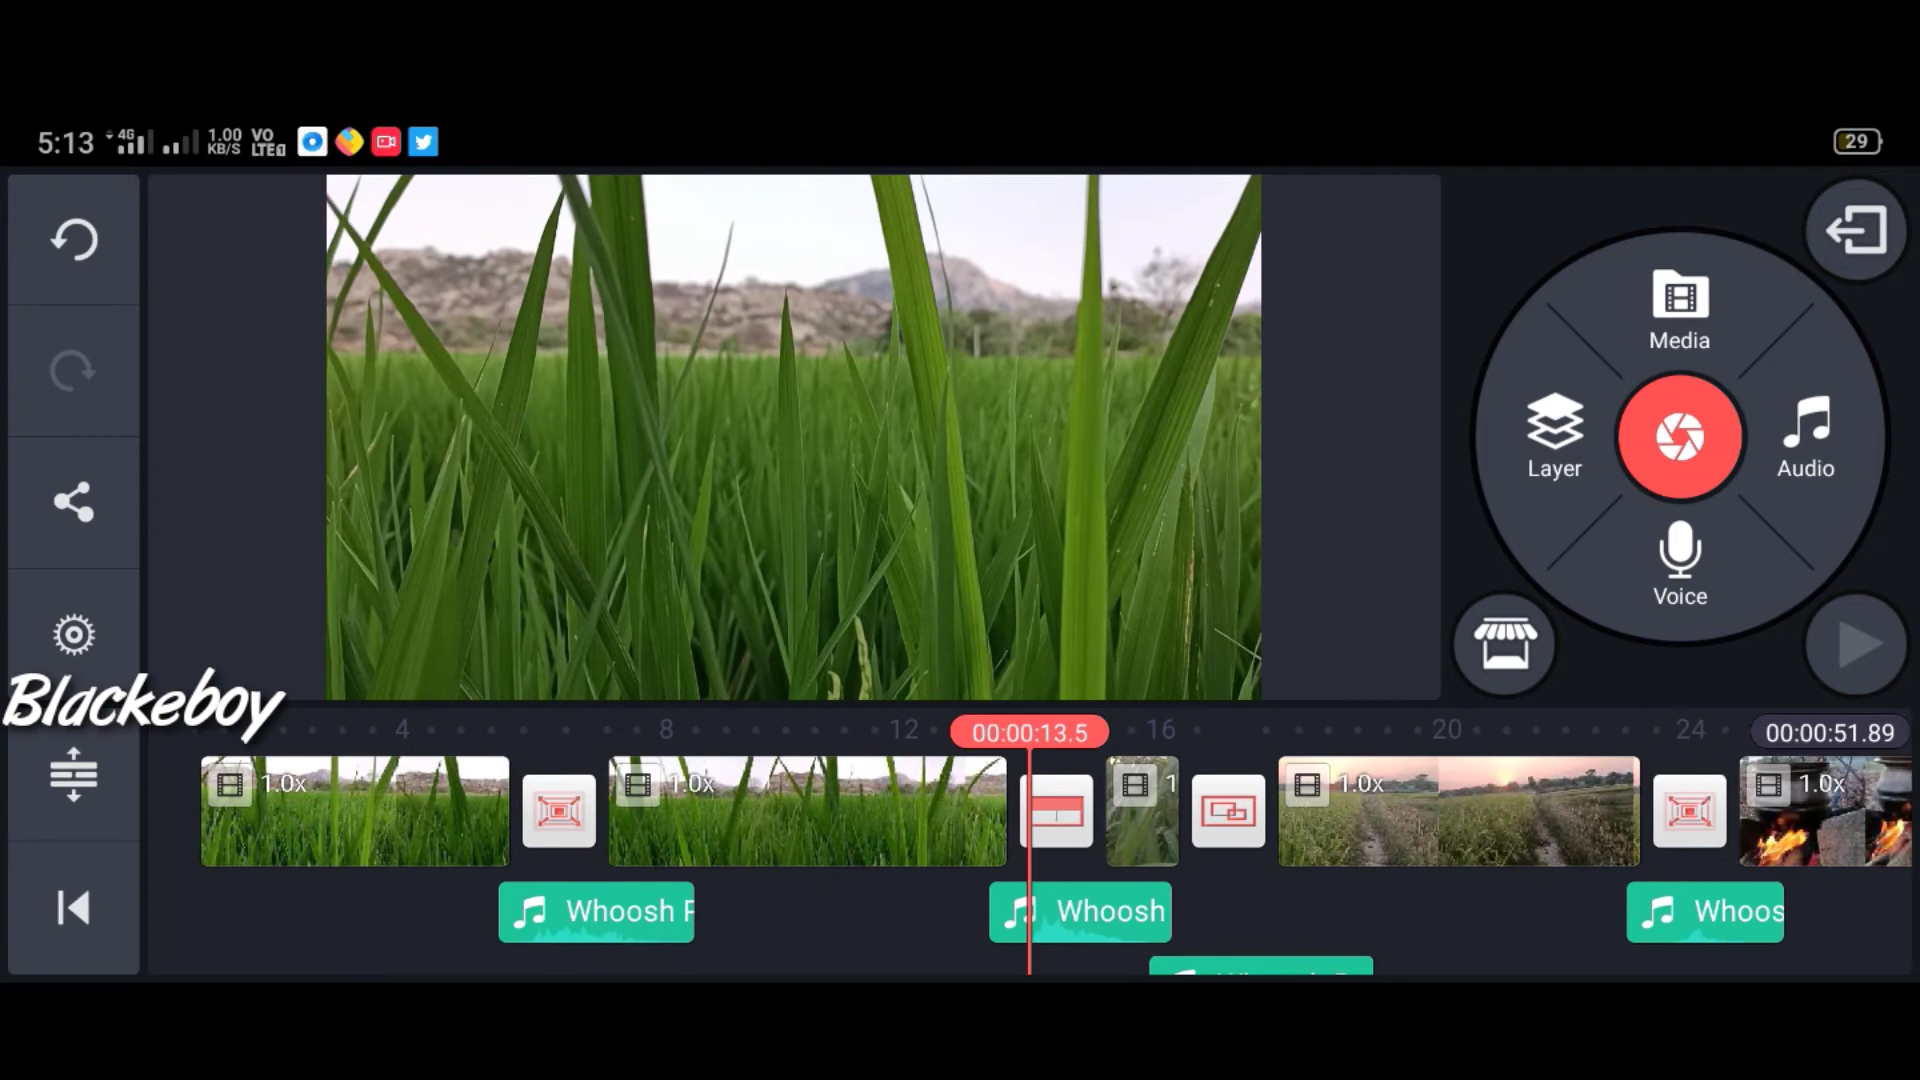 5:13 4G 1.00 KB/S VO LTE 29
Media
Layer
Audio
Voice
Blackeboy
4 8 12 00:00:13.5 16 20 24 00:00:51.89
1.0x 1.0x 1 1.0x 1.0x
Whoosh P Whoosh Whoos